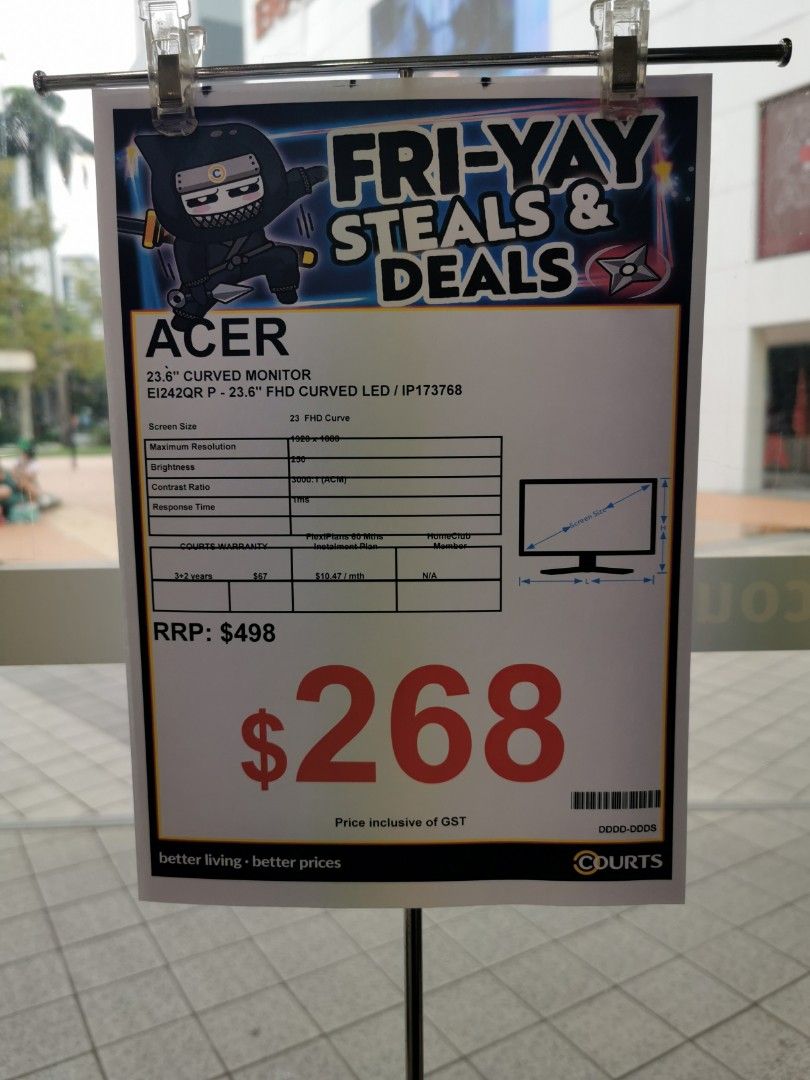 FRI-YAY
STEALS &
DEALS
ACER
23.6" CURVED MONITOR
EI242QR P - 23.6" FHD CURVED LED / IP173768
Screen Size 23 FHD Curve
Maximum Resolution 1920 x 1080
Brightness 250
Contrast Ratio 3000:1 (ACM)
Response Time 1ms
Screen Size
H
L
COURTS WARRANTY FlexiPlans 60 Mths Instalment Plan HomeClub Member
3+2 years $67 $10.47 / mth N/A
RRP: $498
$268
Price inclusive of GST
DDDD-DDDS
better living · better prices
COURTS